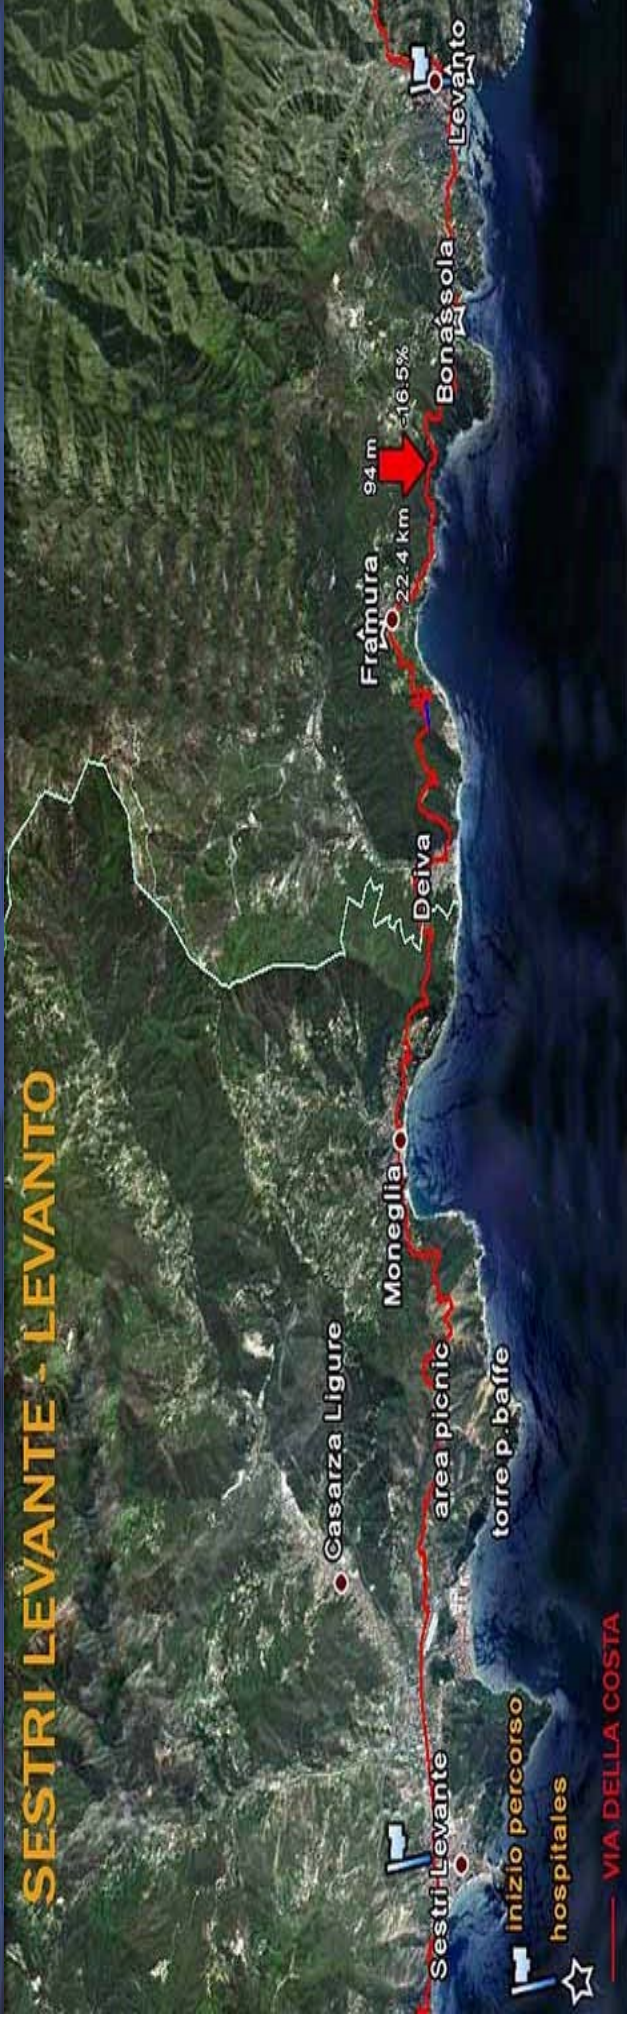 SESTRI LEVANTE - LEVANTO
Casarza Ligure
Sestri Levante
area picnic
torre p.baffe
Moneglia
Deiva
Framura
22.4 km
94 m
-16.5%
Bonassola
Levanto
inizio percorso
hospitales
VIA DELLA COSTA